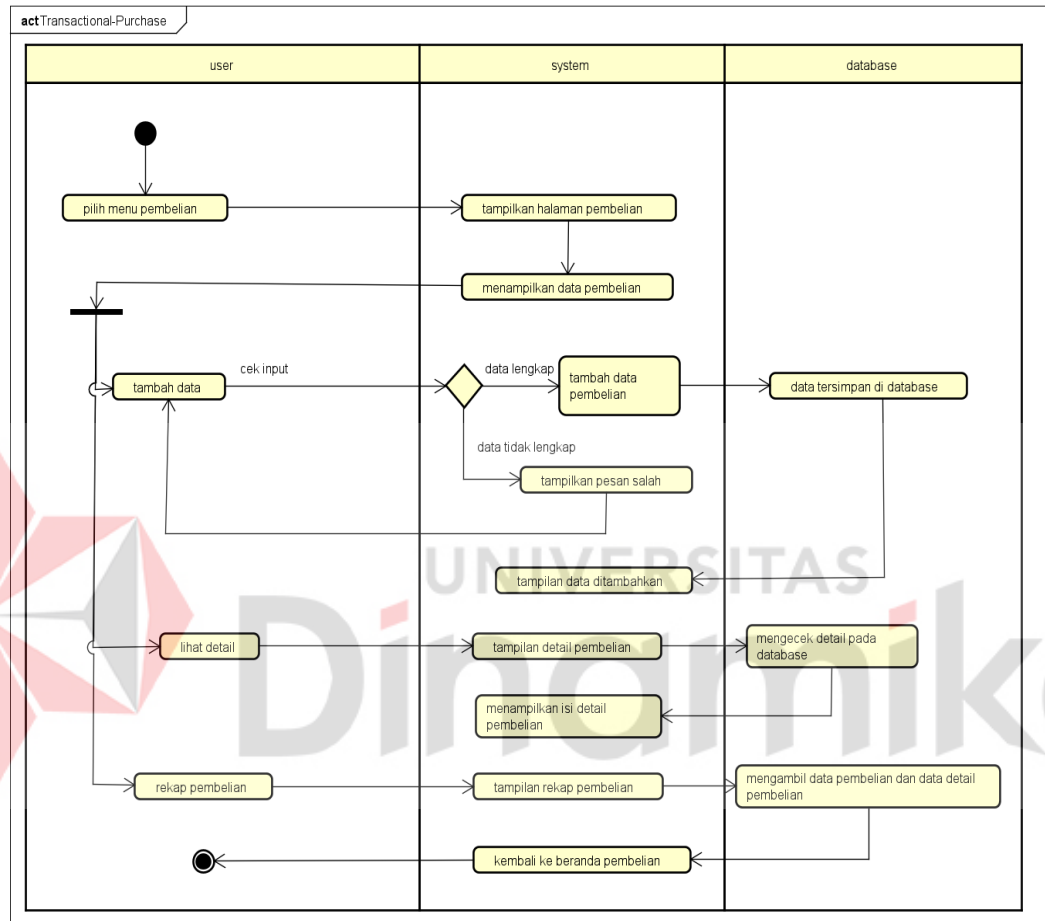 act Transactional-Purchase
user
system
database
pilih menu pembelian
tampilkan halaman pembelian
menampilkan data pembelian
tambah data
cek input
data lengkap
tambah data
pembelian
data tersimpan di database
data tidak lengkap
tampilkan pesan salah
UNIVERSITAS
Dinamika
tampilan data ditambahkan
lihat detail
tampilan detail pembelian
mengecek detail pada
database
menampilkan isi detail
pembelian
rekap pembelian
tampilan rekap pembelian
mengambil data pembelian dan data detail
pembelian
kembali ke beranda pembelian